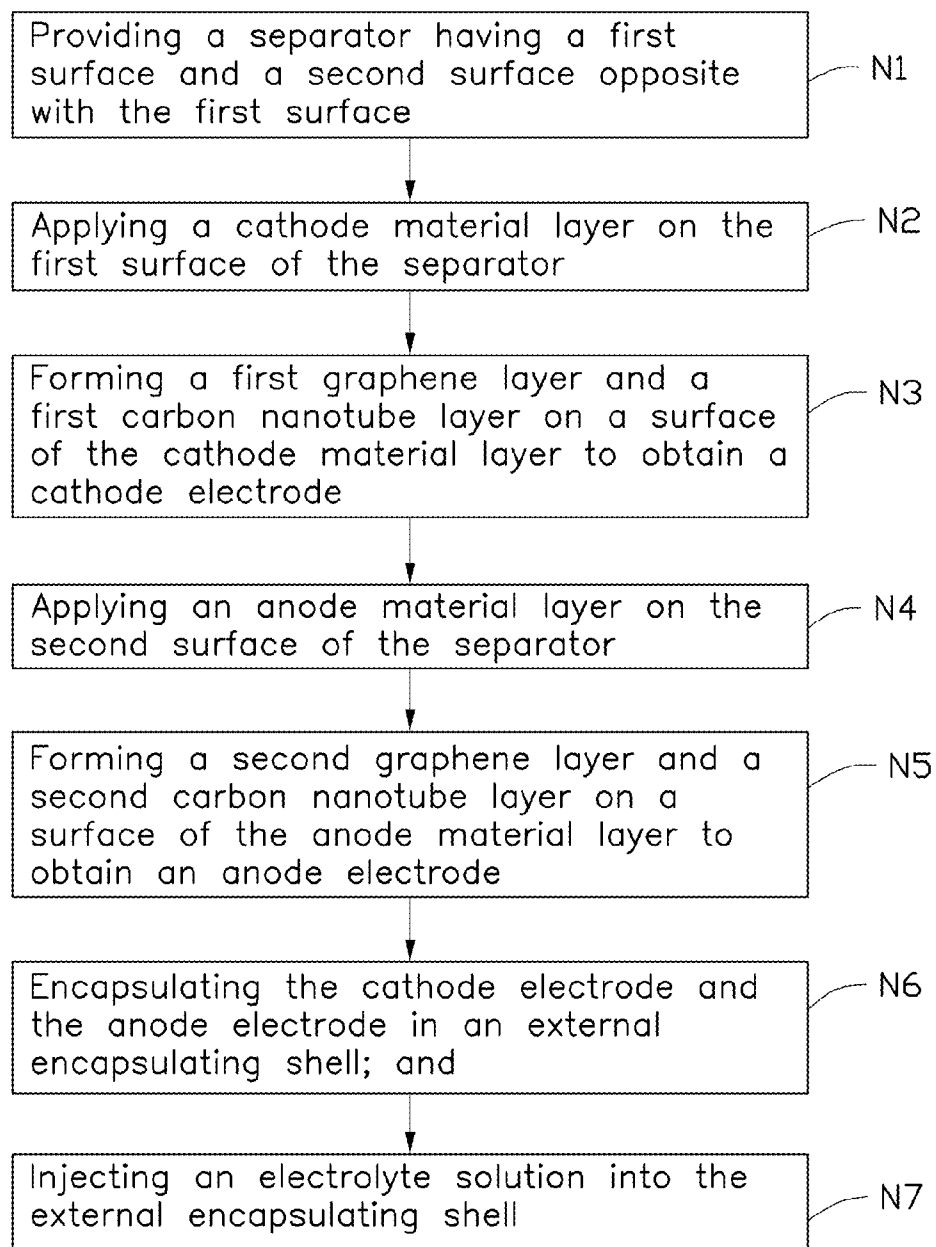 Providing a separator having a first
surface and a second surface opposite
with the first surface
N1
Applying a cathode material layer on the
first surface of the separator
N2
Forming a first graphene layer and a
first carbon nanotube layer on a surface
of the cathode material layer to obtain a
cathode electrode
N3
Applying an anode material layer on the
second surface of the separator
N4
Forming a second graphene layer and a
second carbon nanotube layer on a
surface of the anode material layer to
obtain an anode electrode
N5
Encapsulating the cathode electrode and
the anode electrode in an external
encapsulating shell; and
N6
Injecting an electrolyte solution into the
external encapsulating shell
N7